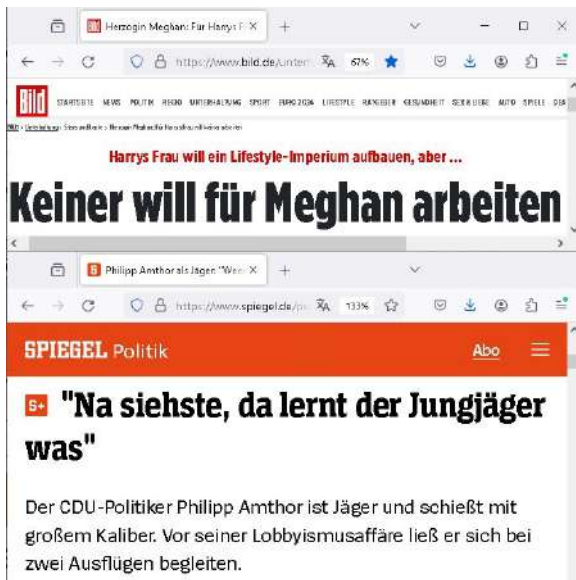 Herzogin Meghan: Für Harrys F
https://www.bild.de/untern
67%
Bild
STARTSEITE NEWS POLITIK REGIO UNTERHALTUNG SPORT EURO 2024 LIFESTYLE RATGEBER GESUNDHEIT SEX & LIEBE AUTO SPIELE
Harrys Frau will ein Lifestyle-Imperium aufbauen, aber ...
Keiner will für Meghan arbeiten
Philipp Amthor als Jäger: "Wen
https://www.spiegel.de/po
133%
SPIEGEL Politik Abo
S+ "Na siehste, da lernt der Jungjäger
was"
Der CDU-Politiker Philipp Amthor ist Jäger und schießt mit
großem Kaliber. Vor seiner Lobbyismusaffäre ließ er sich bei
zwei Ausflügen begleiten.